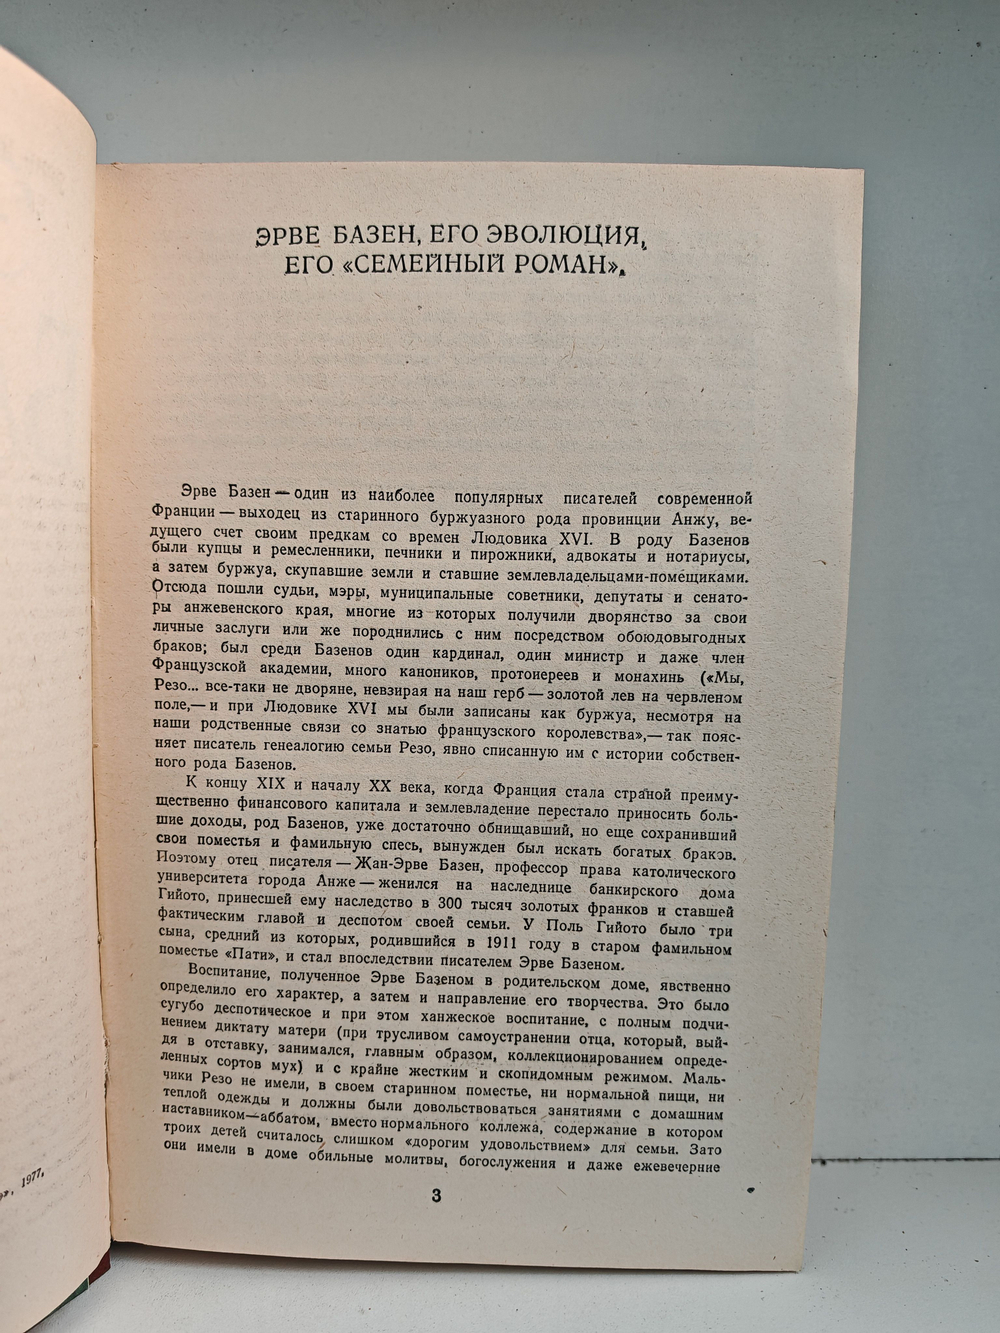 ЭРВЕ БАЗЕН, ЕГО ЭВОЛЮЦИЯ,
ЕГО «СЕМЕЙНЫЙ РОМАН».
Эрве Базен — один из наиболее популярных писателей современной
Франции — выходец из старинного буржуазного рода провинции Анжу, ве-
дущего счет своим предкам со времен Людовика XVI. В роду Базенов
были купцы и ремесленники, печники и пирожники, адвокаты и нотариусы,
а затем буржуа, скупавшие земли и ставшие землевладельцами-помещиками.
Отсюда пошли судьи, мэры, муниципальные советники, депутаты и сенато-
ры анжевенского края, многие из которых получили дворянство за свои
личные заслуги или же породнились с ним посредством обоюдовыгодных
браков; был среди Базенов один кардинал, один министр и даже член
Французской академии, много каноников, протоиереев и монахинь («Мы,
Резо... все-таки не дворяне, невзирая на наш герб — золотой лев на червленом
поле,— и при Людовике XVI мы были записаны как буржуа, несмотря на
наши родственные связи со знатью французского королевства»,— так пояс-
няет писатель генеалогию семьи Резо, явно списанную им с истории собствен-
ного рода Базенов.
К концу XIX и началу XX века, когда Франция стала страной преиму-
щественно финансового капитала и землевладение перестало приносить боль-
шие доходы, род Базенов, уже достаточно обнищавший, но еще сохранивший
свои поместья и фамильную спесь, вынужден был искать богатых браков.
Поэтому отец писателя — Жан-Эрве Базен, профессор права католического
университета города Анже — женился на наследнице банкирского дома
Гийото, принесшей ему наследство в 300 тысяч золотых франков и ставшей
фактическим главой и деспотом своей семьи. У Поль Гийото было три
сына, средний из которых, родившийся в 1911 году в старом фамильном
поместье «Пати», и стал впоследствии писателем Эрве Базеном.
Воспитание, полученное Эрве Базеном в родительском доме, явственно
определило его характер, а затем и направление его творчества. Это было
сугубо деспотическое и при этом ханжеское воспитание, с полным подчи-
нением диктату матери (при трусливом самоустранении отца, который, вый-
дя в отставку, занимался, главным образом, коллекционированием опреде-
ленных сортов мух) и с крайне жестким и скопидомным режимом. Маль-
чики Резо не имели, в своем старинном поместье, ни нормальной пищи, ни
теплой одежды и должны были довольствоваться занятиями с домашним
наставником—аббатом, вместо нормального коллежа, содержание в котором
троих детей считалось слишком «дорогим удовольствием» для семьи. Зато
они имели в доме обильные молитвы, богослужения и даже ежевечерние
3
1977.